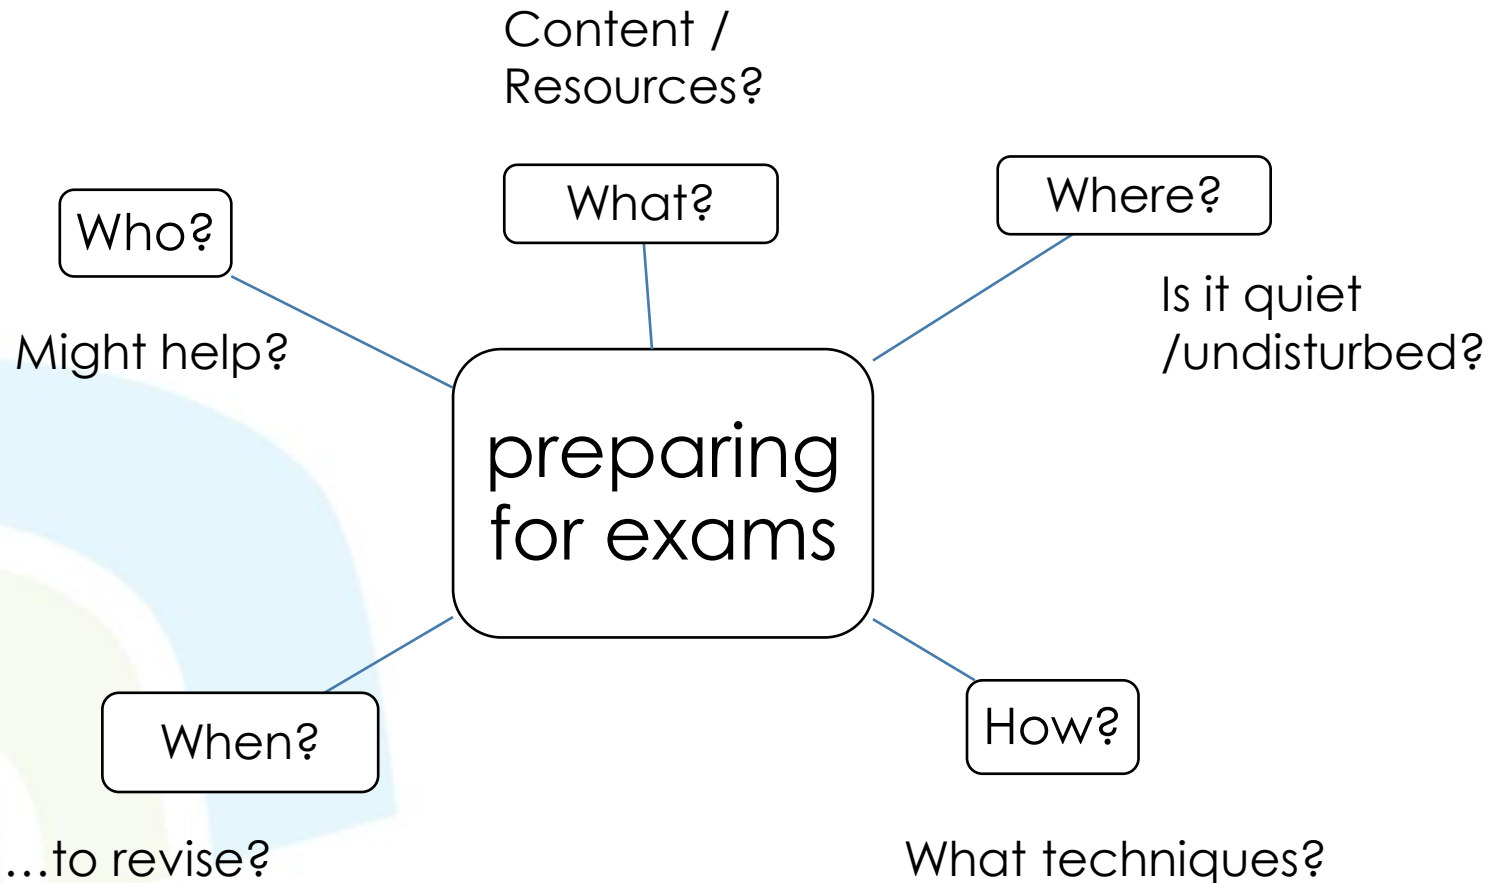 Content /
Resources?
What?
Where?
Who?
Is it quiet
/undisturbed?
Might help?
preparing
for exams
When?
How?
...to revise?
What techniques?